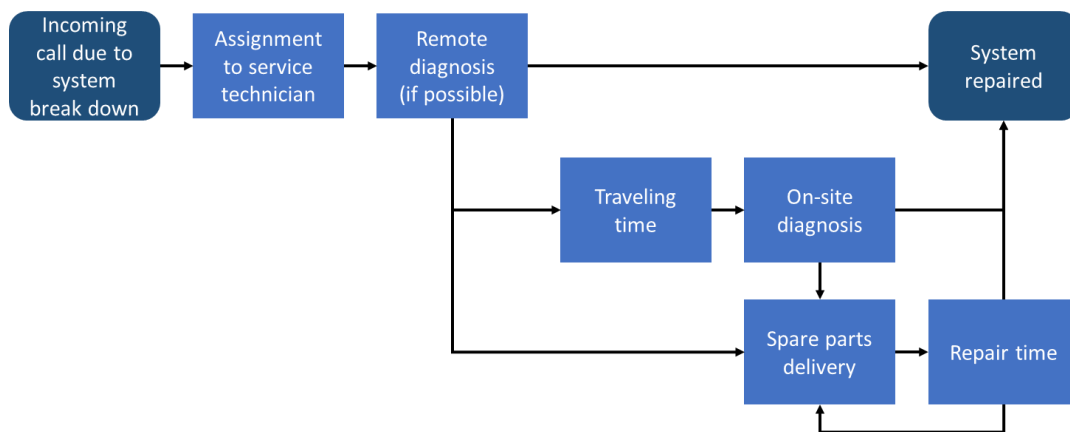 Incoming
call due to
system
break down
Assignment
to service
technician
Remote
diagnosis
(if possible)
System
repaired
Traveling
time
On-site
diagnosis
Spare parts
delivery
Repair time